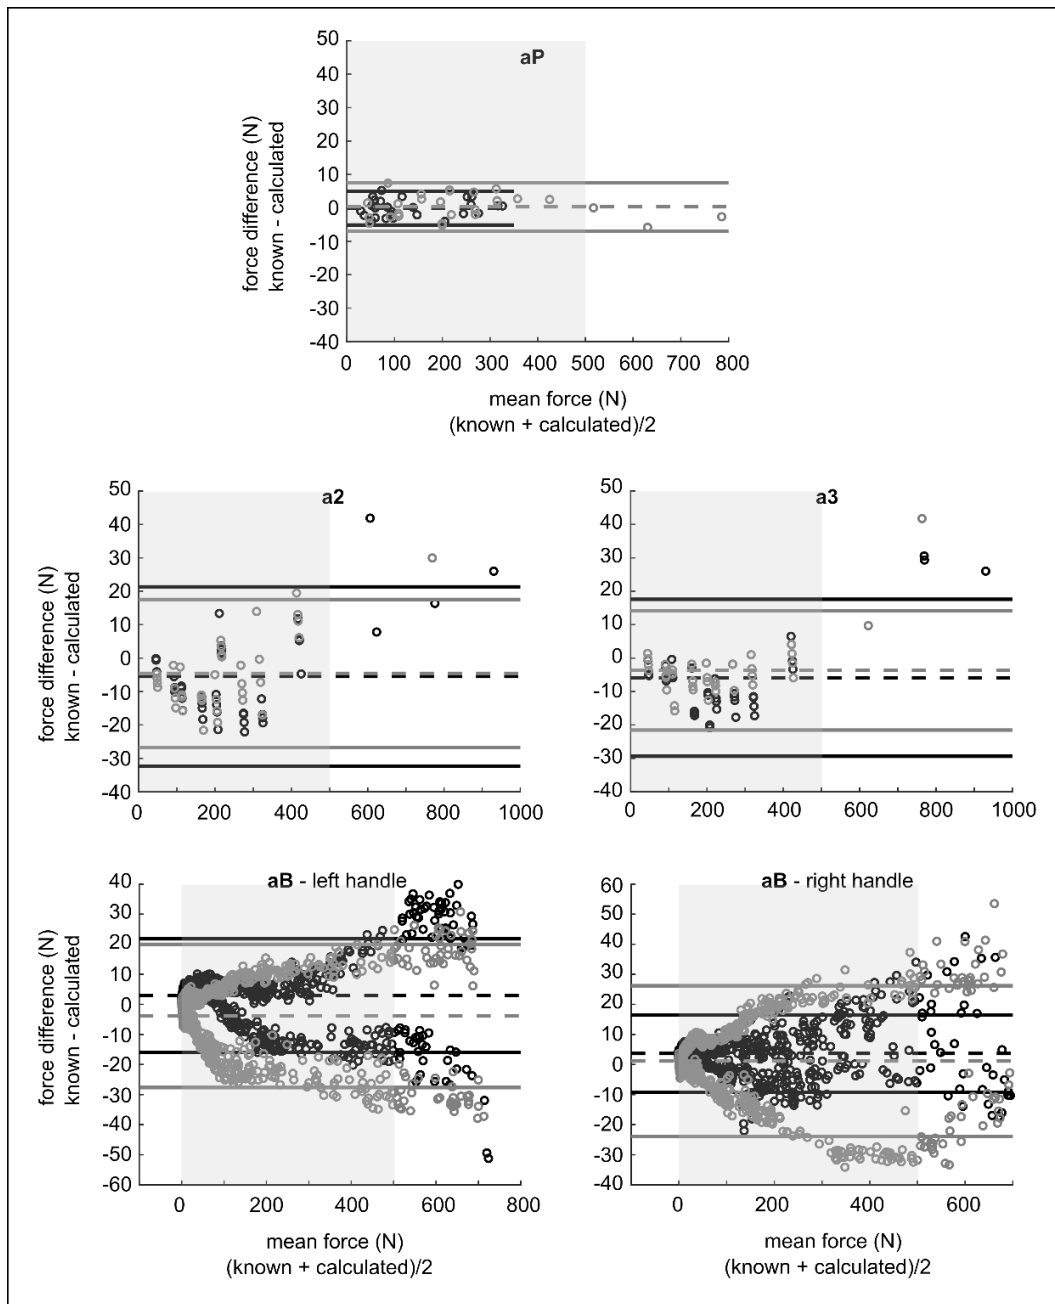 aP
force difference (N)
known - calculated
50
40
30
20
10
0
-10
-20
-30
-40
0 100 200 300 400 500 600 700 800
mean force (N)
(known + calculated)/2
a2
force difference (N)
known - calculated
50
40
30
20
10
0
-10
-20
-30
-40
0 200 400 600 800 1000
a3
50
40
30
20
10
0
-10
-20
-30
-40
0 200 400 600 800 1000
aB - left handle
force difference (N)
known - calculated
40
30
20
10
0
-10
-20
-30
-40
-50
-60
0 200 400 600 800
mean force (N)
(known + calculated)/2
aB - right handle
60
50
40
30
20
10
0
-10
-20
-30
-40
0 200 400 600
mean force (N)
(known + calculated)/2